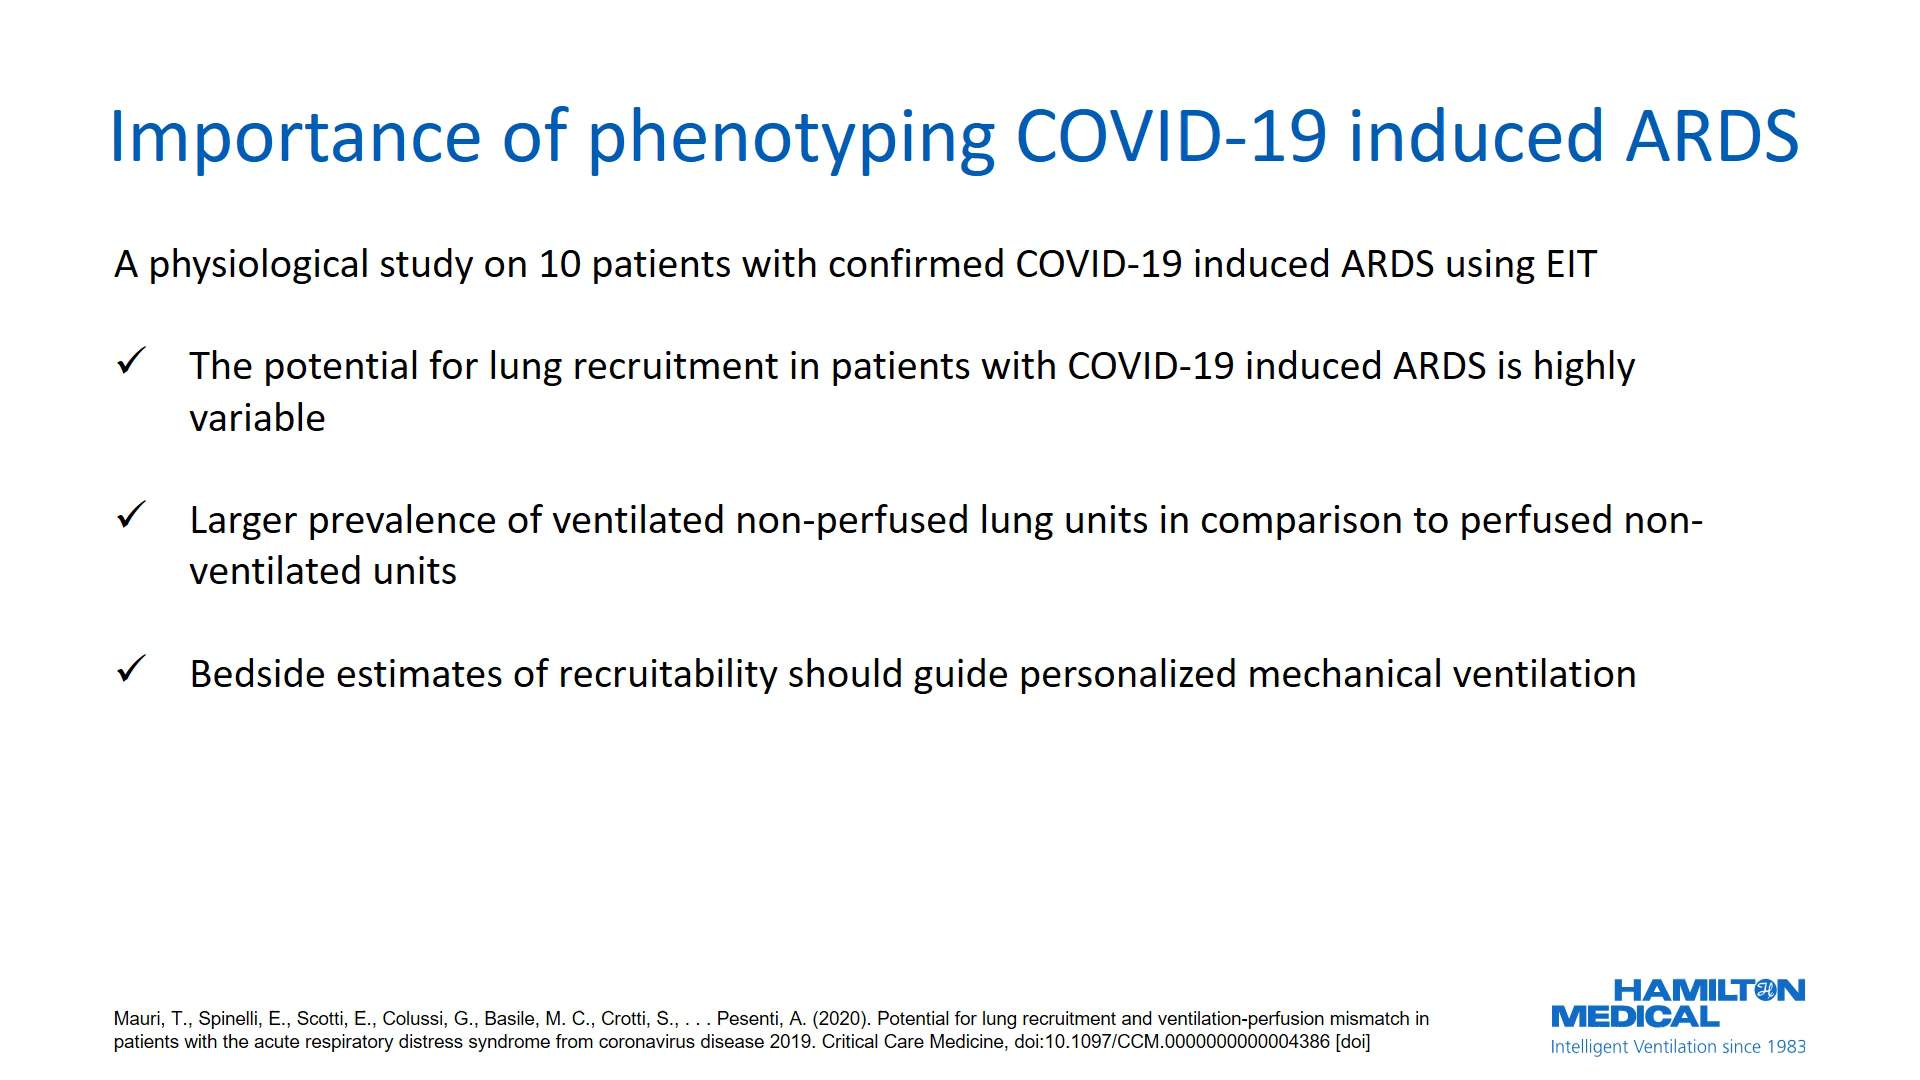 Importance of phenotyping COVID-19 induced ARDS
A physiological study on 10 patients with confirmed COVID-19 induced ARDS using EIT
✓ The potential for lung recruitment in patients with COVID-19 induced ARDS is highly
variable
✓ Larger prevalence of ventilated non-perfused lung units in comparison to perfused non-
ventilated units
✓ Bedside estimates of recruitability should guide personalized mechanical ventilation
Mauri, T., Spinelli, E., Scotti, E., Colussi, G., Basile, M. C., Crotti, S., . . . Pesenti, A. (2020). Potential for lung recruitment and ventilation-perfusion mismatch in
patients with the acute respiratory distress syndrome from coronavirus disease 2019. Critical Care Medicine, doi:10.1097/CCM.0000000000004386 [doi]
HAMILTON
MEDICAL
Intelligent Ventilation since 1983